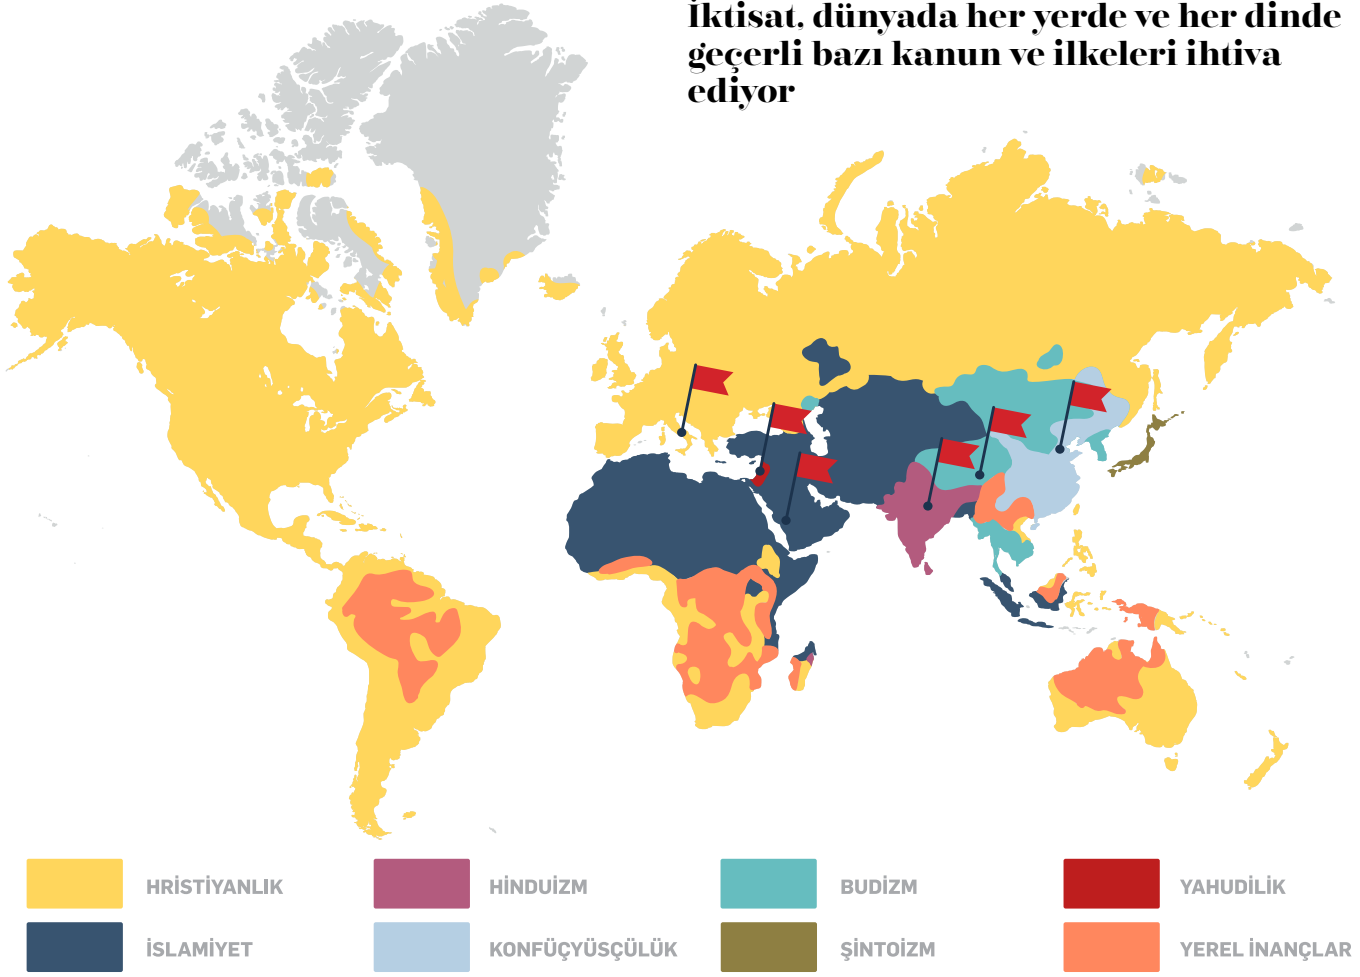 İktisat, dünyada her yerde ve her dinde
geçerli bazı kanun ve ilkeleri ihtiva
ediyor
HRİSTİYANLIK
HİNDUİZM
BUDİZM
YAHUDİLİK
İSLAMİYET
KONFÜÇYÜSÇÜLÜK
ŞİNTOİZM
YEREL İNANÇLAR